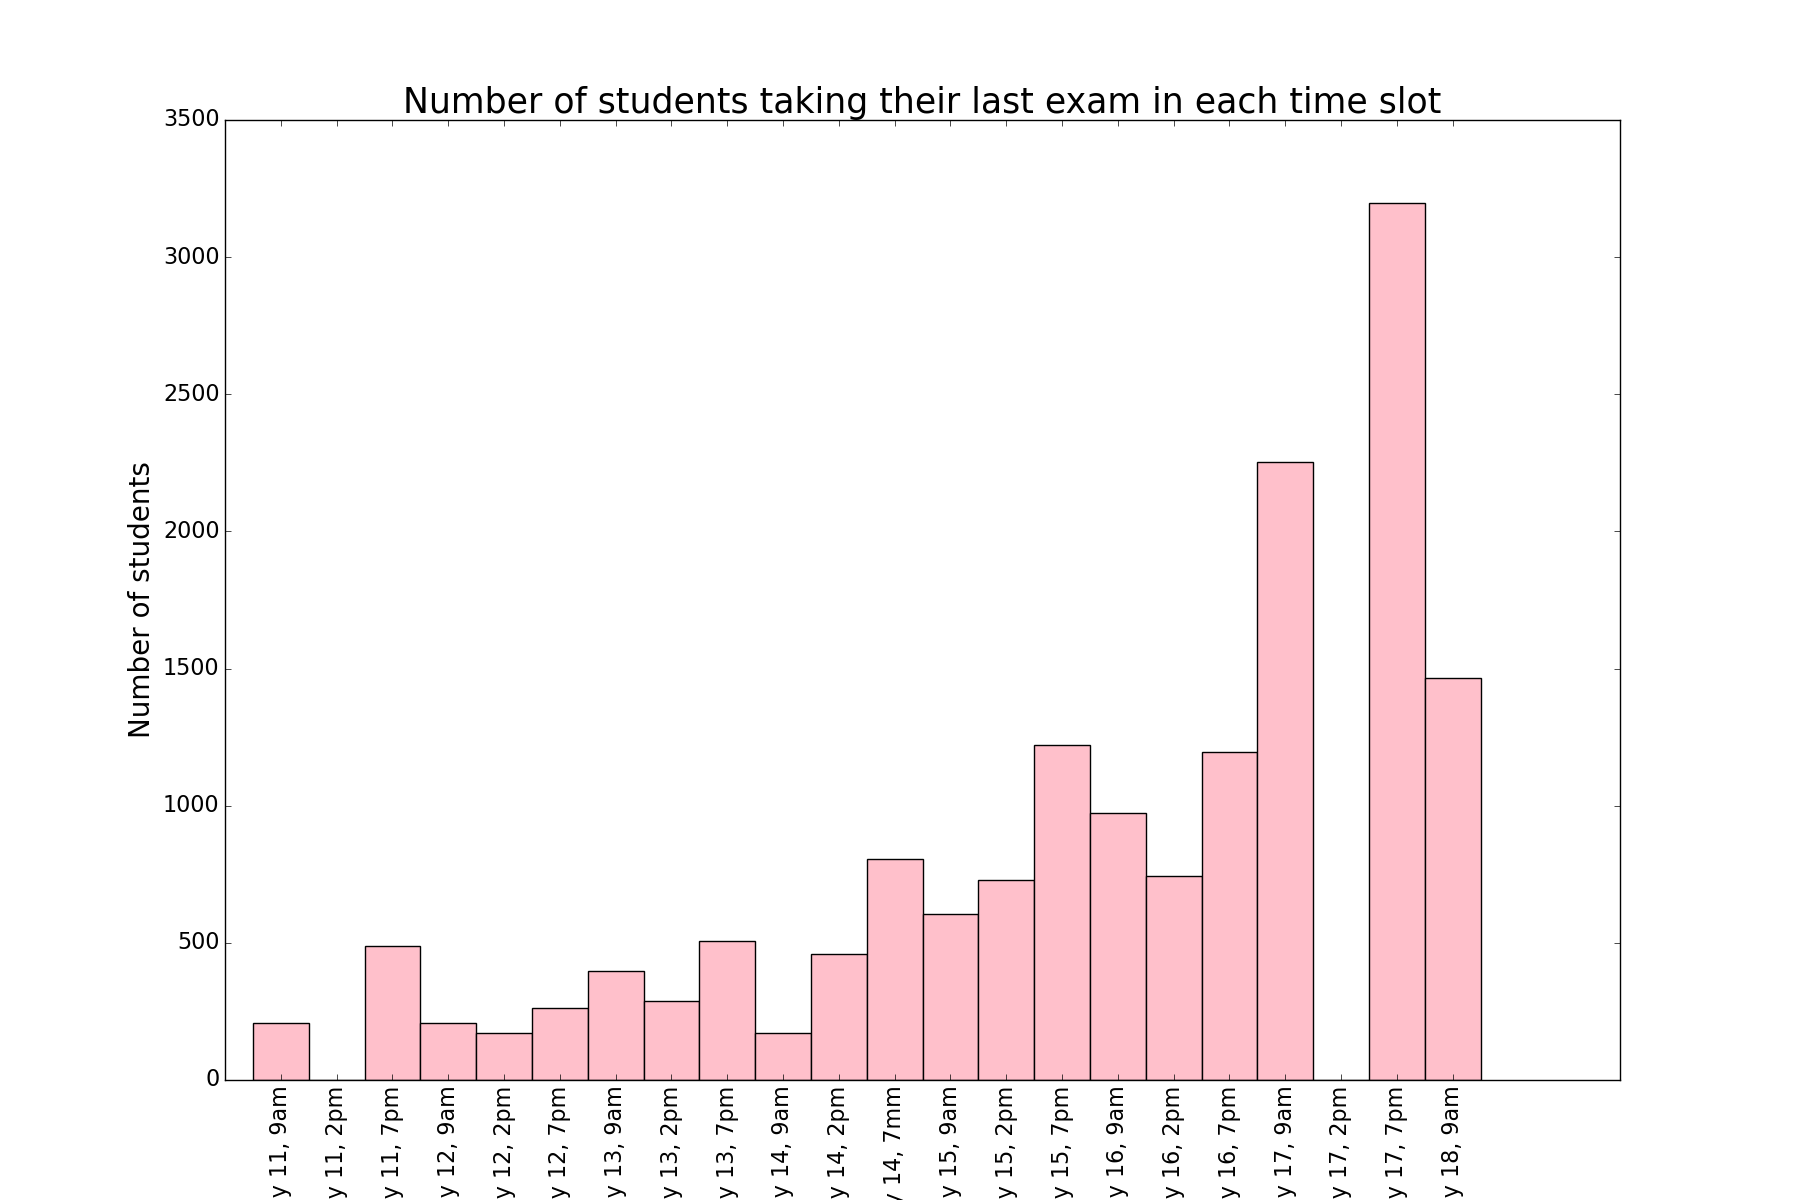 Number of students taking their last exam in each time slot
3500
3000
2500
2000
1500
1000
500
0
Number of students
y 11, 9am
y 11, 2pm
y 11, 7pm
y 12, 9am
y 12, 2pm
y 12, 7pm
y 13, 9am
y 13, 2pm
y 13, 7pm
y 14, 9am
y 14, 2pm
y 14, 7mm
y 15, 9am
y 15, 2pm
y 15, 7pm
y 16, 9am
y 16, 2pm
y 16, 7pm
y 17, 9am
y 17, 2pm
y 17, 7pm
y 18, 9am